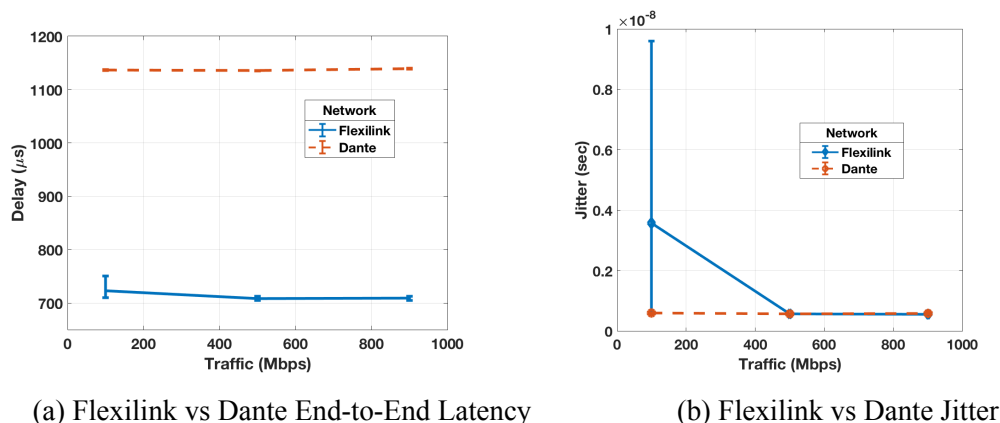 1200
1100
1000
900
800
700
0
200
400
600
800
1000
Delay (μs)
Traffic (Mbps)
Network
Flexilink
Dante
(a) Flexilink vs Dante End-to-End Latency
×10⁻⁸
1
0.8
0.6
0.4
0.2
0
0
200
400
600
800
1000
Jitter (sec)
Traffic (Mbps)
Network
Flexilink
Dante
(b) Flexilink vs Dante Jitter